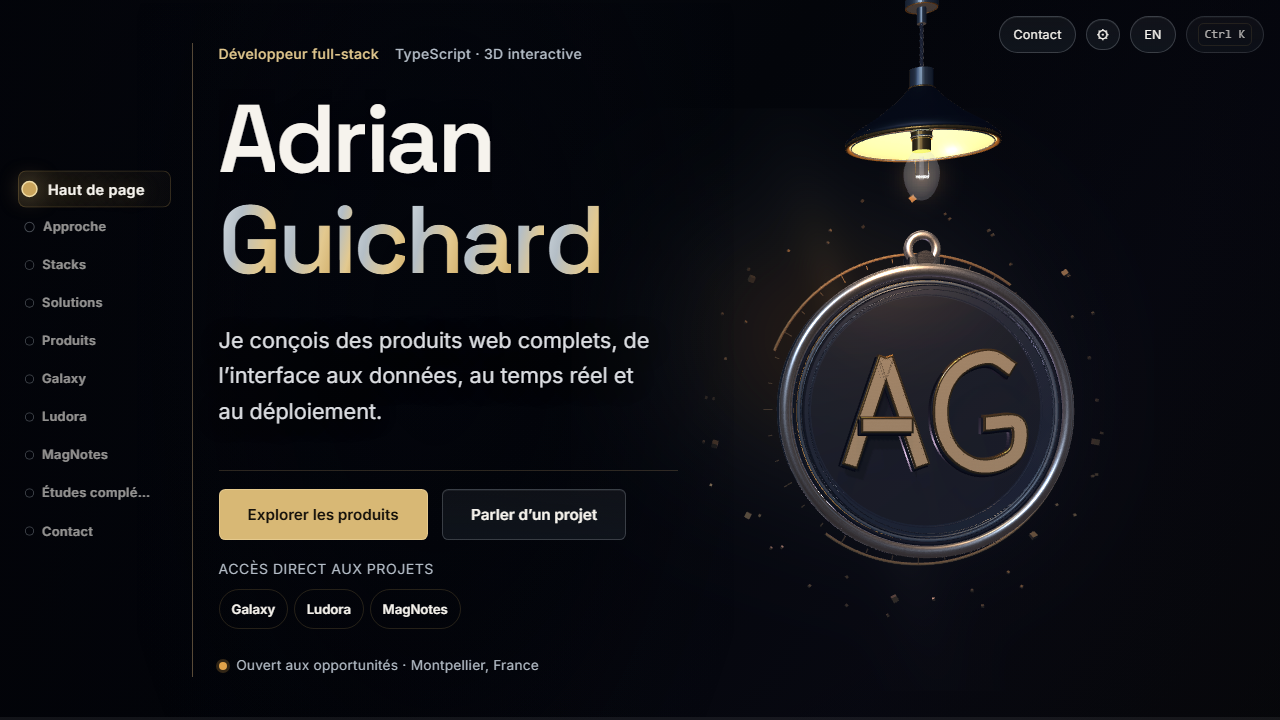 Contact
EN
Ctrl K
Développeur full-stack TypeScript · 3D interactive
Adrian
Guichard
Haut de page
Approche
Stacks
Solutions
Produits
Galaxy
Ludora
MagNotes
Études complé...
Contact
Je conçois des produits web complets, de
l’interface aux données, au temps réel et
au déploiement.
Explorer les produits
Parler d’un projet
ACCÈS DIRECT AUX PROJETS
Galaxy
Ludora
MagNotes
Ouvert aux opportunités · Montpellier, France
AG